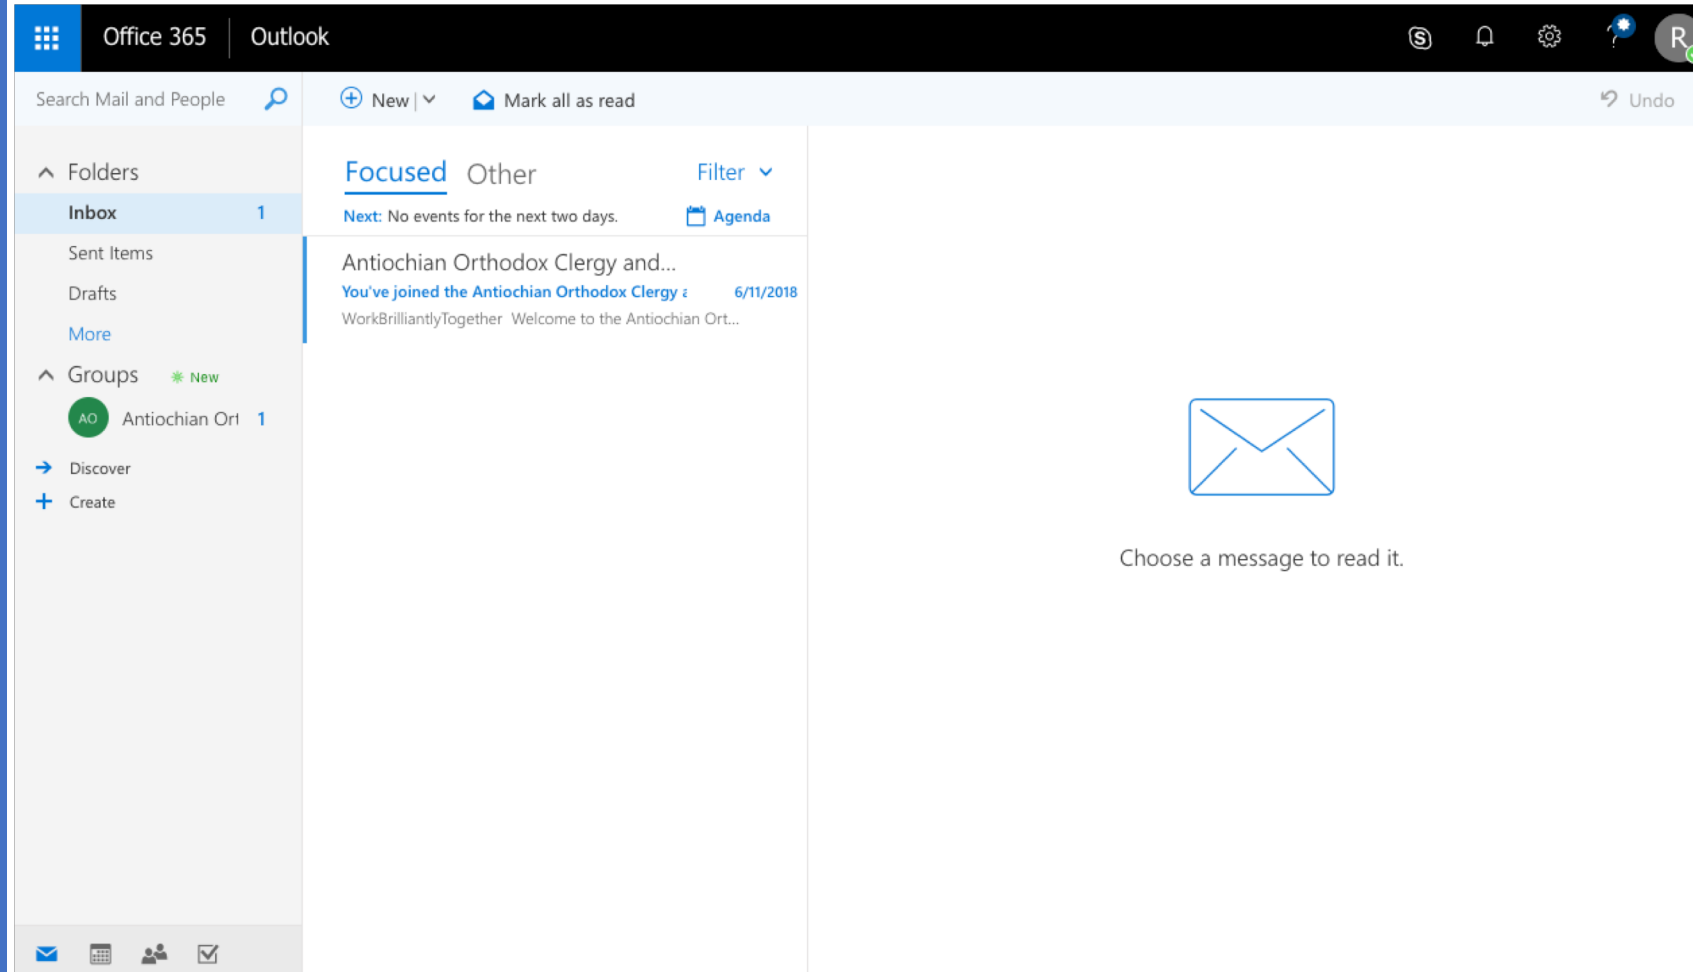 Office 365 Outlook
S
R
Search Mail and People
New
Mark all as read
Undo
Folders
Inbox 1
Sent Items
Drafts
More
Groups New
AO Antiochian Ort 1
Discover
Create
Focused Other Filter
Next: No events for the next two days. Agenda
Antiochian Orthodox Clergy and...
You've joined the Antiochian Orthodox Clergy a 6/11/2018
WorkBrilliantlyTogether Welcome to the Antiochian Ort...
Choose a message to read it.